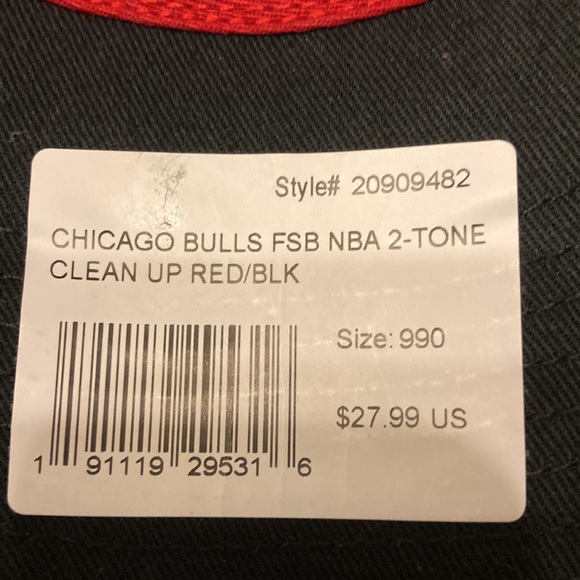 Style# 20909482
CHICAGO BULLS FSB NBA 2-TONE
CLEAN UP RED/BLK
Size: 990
$27.99 US
1 91119 29531 6